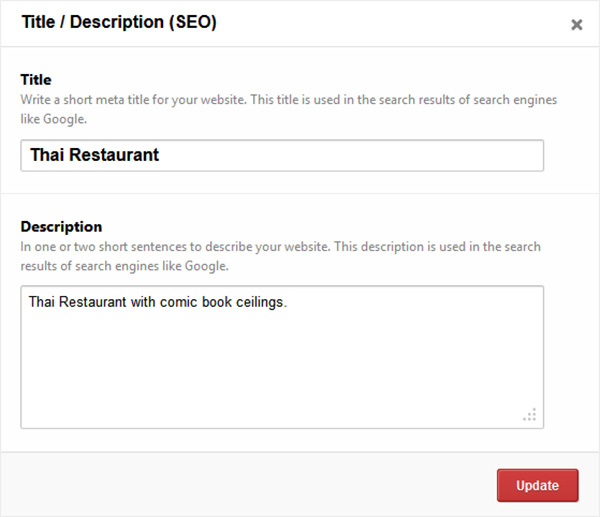 Title / Description (SEO)
Title
Write a short meta title for your website. This title is used in the search results of search engines
like Google.
Thai Restaurant
Description
In one or two short sentences to describe your website. This description is used in the search
results of search engines like Google.
Thai Restaurant with comic book ceilings.
Update